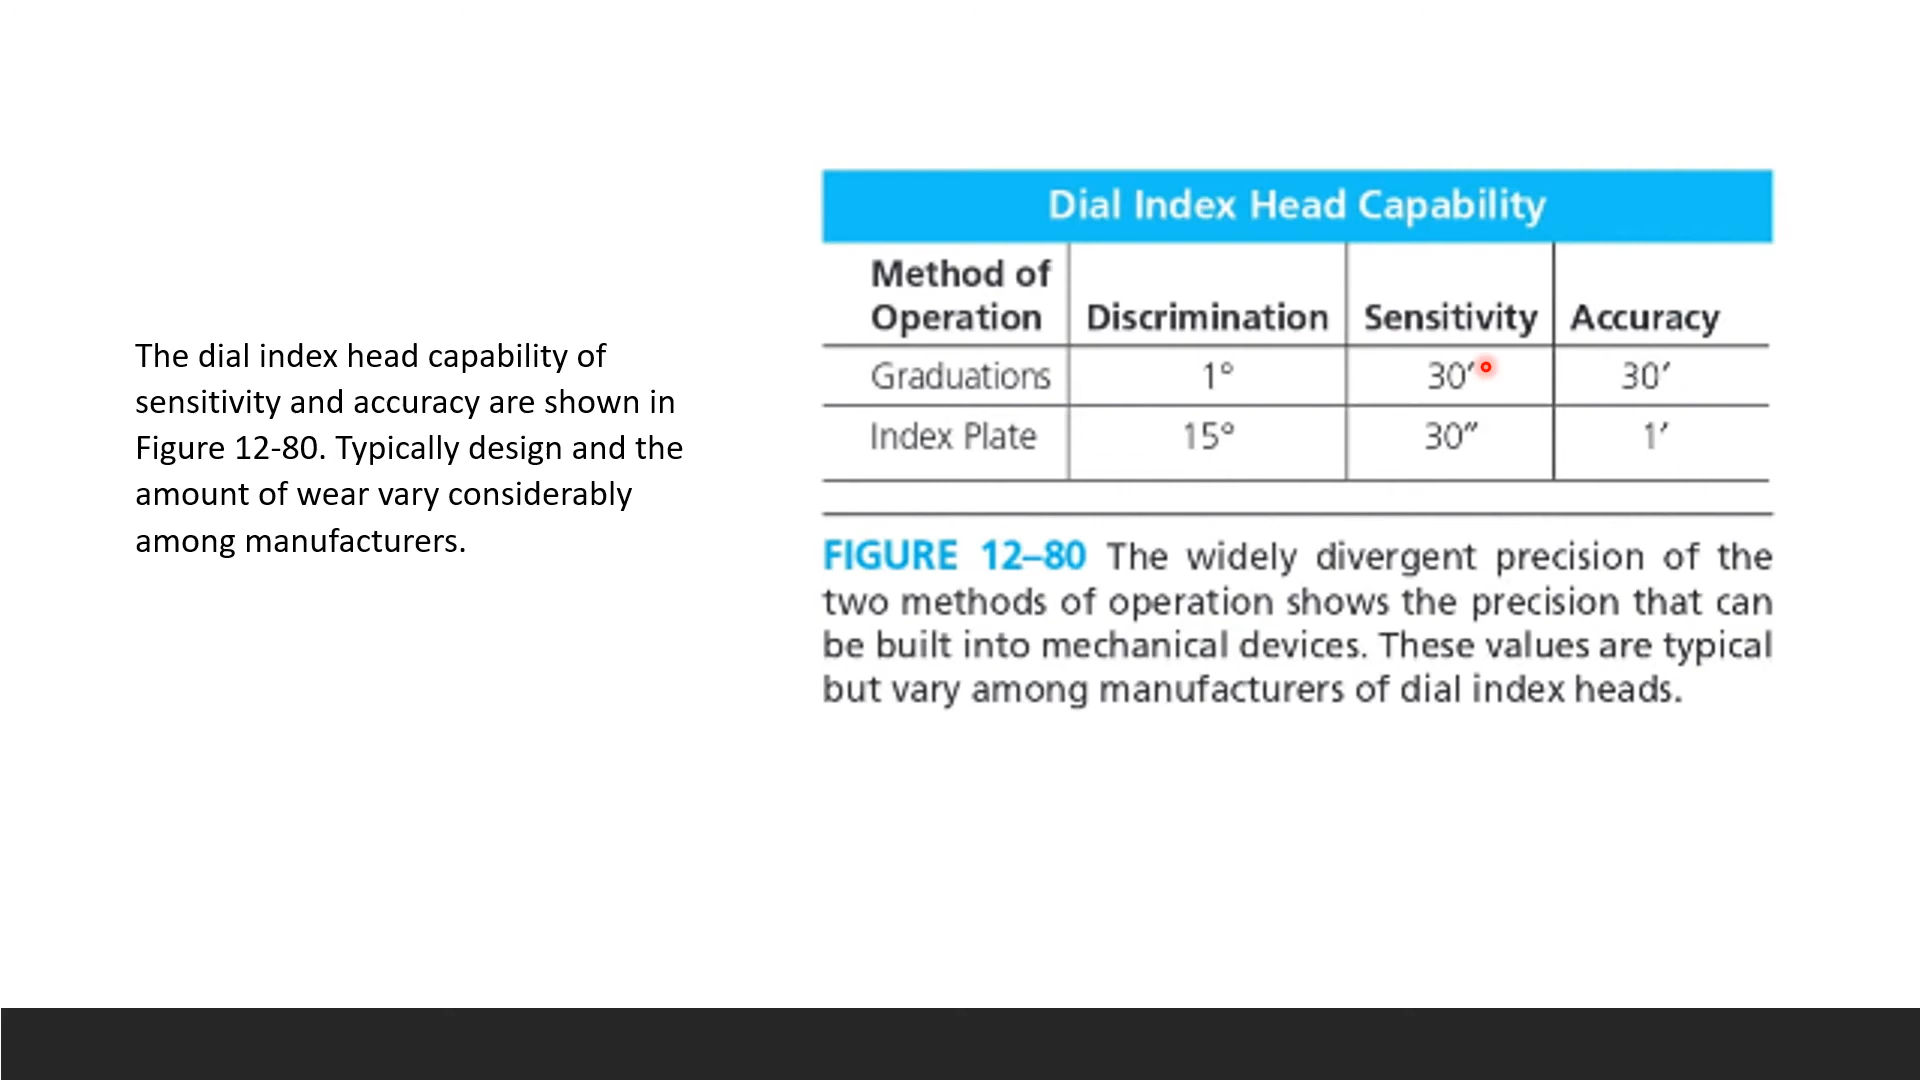 The dial index head capability of
sensitivity and accuracy are shown in
Figure 12-80. Typically design and the
amount of wear vary considerably
among manufacturers.
Dial Index Head Capability
Method of Operation Discrimination Sensitivity Accuracy
Graduations 1° 30′ 30′
Index Plate 15° 30″ 1′
FIGURE 12–80 The widely divergent precision of the
two methods of operation shows the precision that can
be built into mechanical devices. These values are typical
but vary among manufacturers of dial index heads.